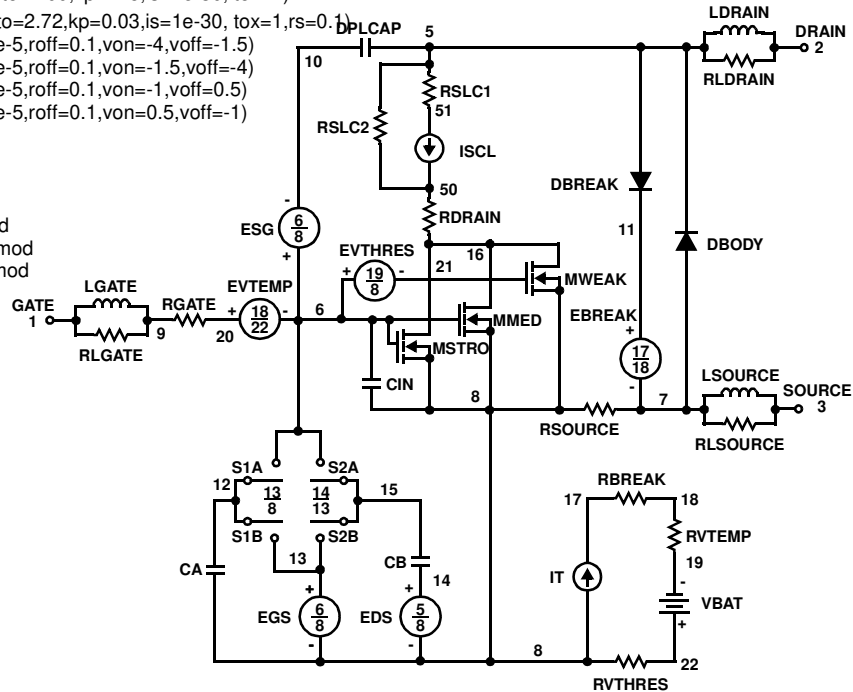 to=2.72,kp=0.03,is=1e-30, tox=1,rs=0.1)
e-5,roff=0.1,von=-4,voff=-1.5)
e-5,roff=0.1,von=-1.5,voff=-4)
e-5,roff=0.1,von=-1,voff=0.5)
e-5,roff=0.1,von=0.5,voff=-1)
d
mod
mod
LDRAIN
DPLCAP
5
DRAIN
2
10
RLDRAIN
RSLC1
51
RSLC2
ISCL
50
DBREAK
RDRAIN
-
ESG
6
8
+
11
DBODY
EVTHRES
16
+
19
8
-
21
MWEAK
LGATE
EVTEMP
GATE
1
RGATE
+
18
22
-
6
EBREAK
+
MMED
9
20
RLGATE
MSTRO
17
18
-
LSOURCE
CIN
8
7
SOURCE
3
RSOURCE
RLSOURCE
S1A
S2A
12
13
8
14
13
15
RBREAK
17
18
S1B
S2B
RVTEMP
13
CB
19
CA
IT
14
-
+
+
VBAT
EGS
6
8
EDS
5
8
+
-
-
8
22
RVTHRES